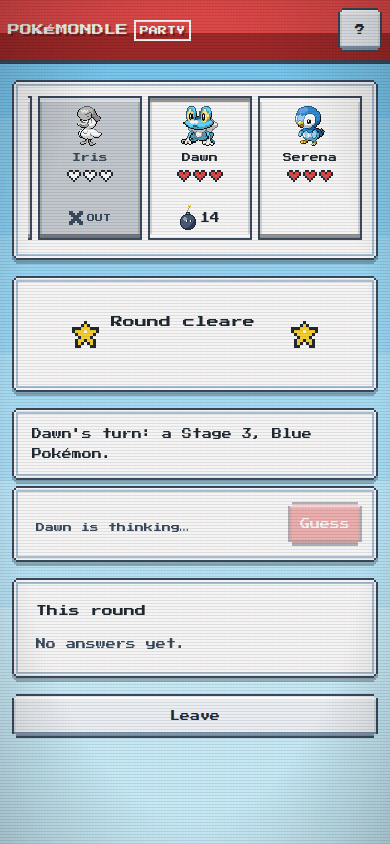 POKéMONDLE PARTY
?
Iris
OUT
Dawn
14
Serena
Round cleare
Dawn's turn: a Stage 3, Blue
Pokémon.
Dawn is thinking…
Guess
This round
No answers yet.
Leave